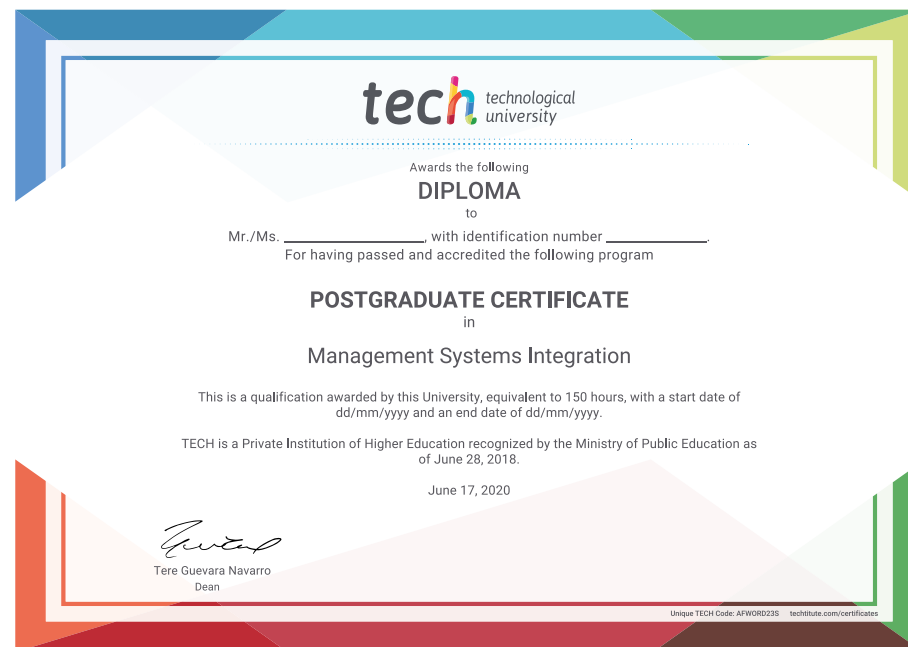 tech technological
university
Awards the following
DIPLOMA
to
Mr./Ms. ________________, with identification number ____________.
For having passed and accredited the following program
POSTGRADUATE CERTIFICATE
in
Management Systems Integration
This is a qualification awarded by this University, equivalent to 150 hours, with a start date of
dd/mm/yyyy and an end date of dd/mm/yyyy.
TECH is a Private Institution of Higher Education recognized by the Ministry of Public Education as
of June 28, 2018.
June 17, 2020
Tere Guevara Navarro
Dean
Unique TECH Code: AFWORD23S techtitute.com/certificates